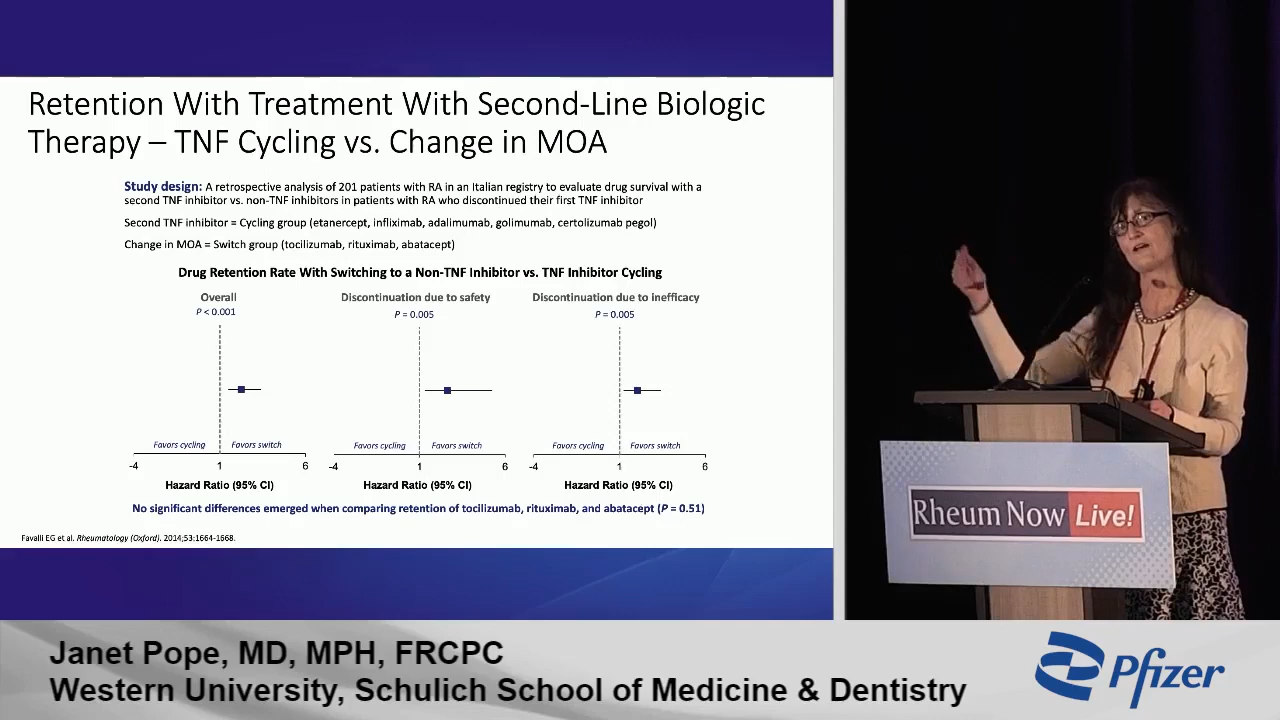 Retention With Treatment With Second-Line Biologic
Therapy – TNF Cycling vs. Change in MOA
Study design: A retrospective analysis of 201 patients with RA in an Italian registry to evaluate drug survival with a
second TNF inhibitor vs. non-TNF inhibitors in patients with RA who discontinued their first TNF inhibitor
Second TNF inhibitor = Cycling group (etanercept, infliximab, adalimumab, golimumab, certolizumab pegol)
Change in MOA = Switch group (tocilizumab, rituximab, abatacept)
Drug Retention Rate With Switching to a Non-TNF Inhibitor vs. TNF Inhibitor Cycling
Overall
P < 0.001
Favors cycling Favors switch
-4 1 6
Hazard Ratio (95% CI)
Discontinuation due to safety
P = 0.005
Favors cycling Favors switch
-4 1 6
Hazard Ratio (95% CI)
Discontinuation due to inefficacy
P = 0.005
Favors cycling Favors switch
-4 1 6
Hazard Ratio (95% CI)
No significant differences emerged when comparing retention of tocilizumab, rituximab, and abatacept (P = 0.51)
Favalli EG et al. Rheumatology (Oxford). 2014;53:1664-1668.
Rheum Now Live!
Janet Pope, MD, MPH, FRCPC
Western University, Schulich School of Medicine & Dentistry
Pfizer